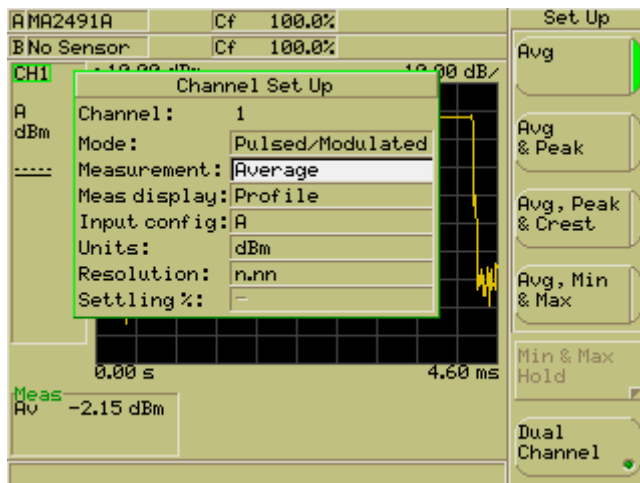 A MA2491A Cf 100.0%
B No Sensor Cf 100.0%
CH1
10.00 dB/
A
dBm
-----
Channel Set Up
Channel: 1
Mode: Pulsed/Modulated
Measurement: Average
Meas display: Profile
Input config: A
Units: dBm
Resolution: n.nn
Settling %: -
0.00 s 4.60 ms
Meas
Av -2.15 dBm
Set Up
Avg
Avg
& Peak
Avg, Peak
& Crest
Avg, Min
& Max
Min & Max
Hold
Dual
Channel